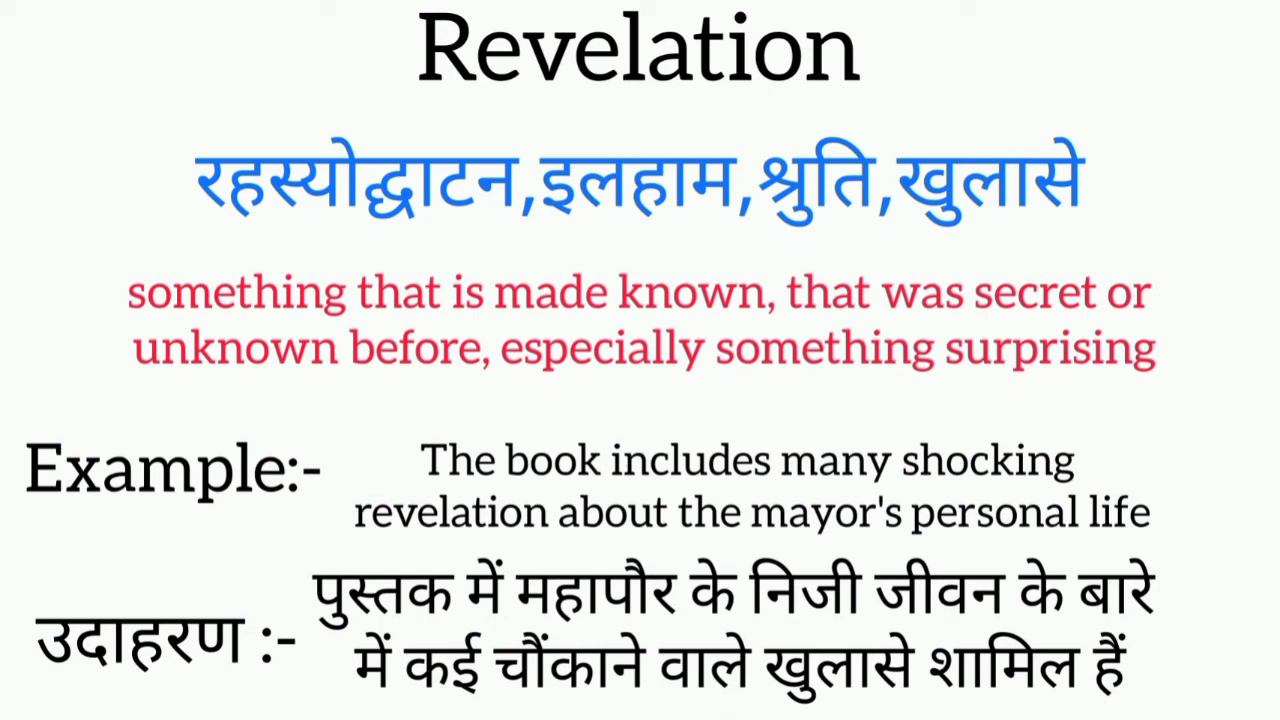 Revelation
रहस्योद्घाटन,इलहाम,श्रुति,खुलासे
something that is made known, that was secret or
unknown before, especially something surprising
Example:-
The book includes many shocking
revelation about the mayor's personal life
उदाहरण :-
पुस्तक में महापौर के निजी जीवन के बारे
में कई चौंकाने वाले खुलासे शामिल हैं